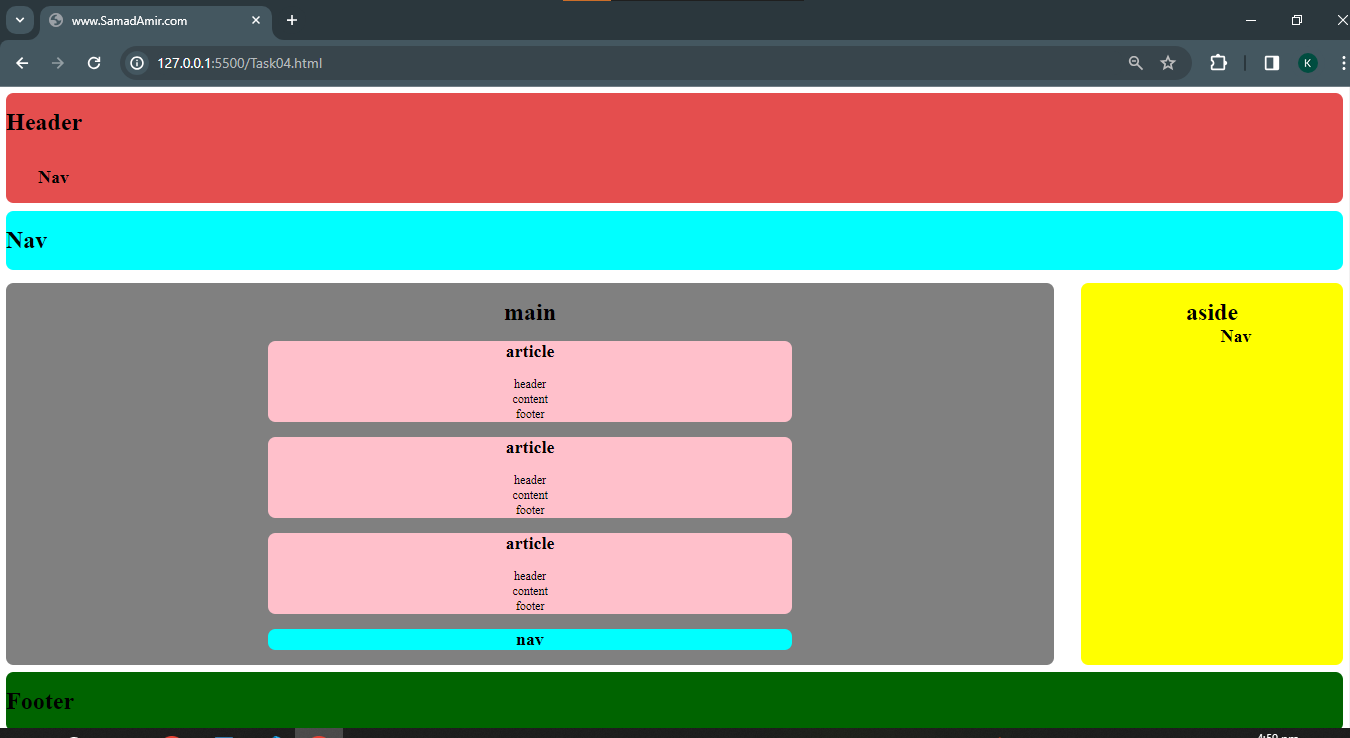 www.SamadAmir.com
127.0.0.1:5500/Task04.html
K
Header
Nav
Nav
main
article
header
content
footer
article
header
content
footer
article
header
content
footer
nav
aside
Nav
Footer